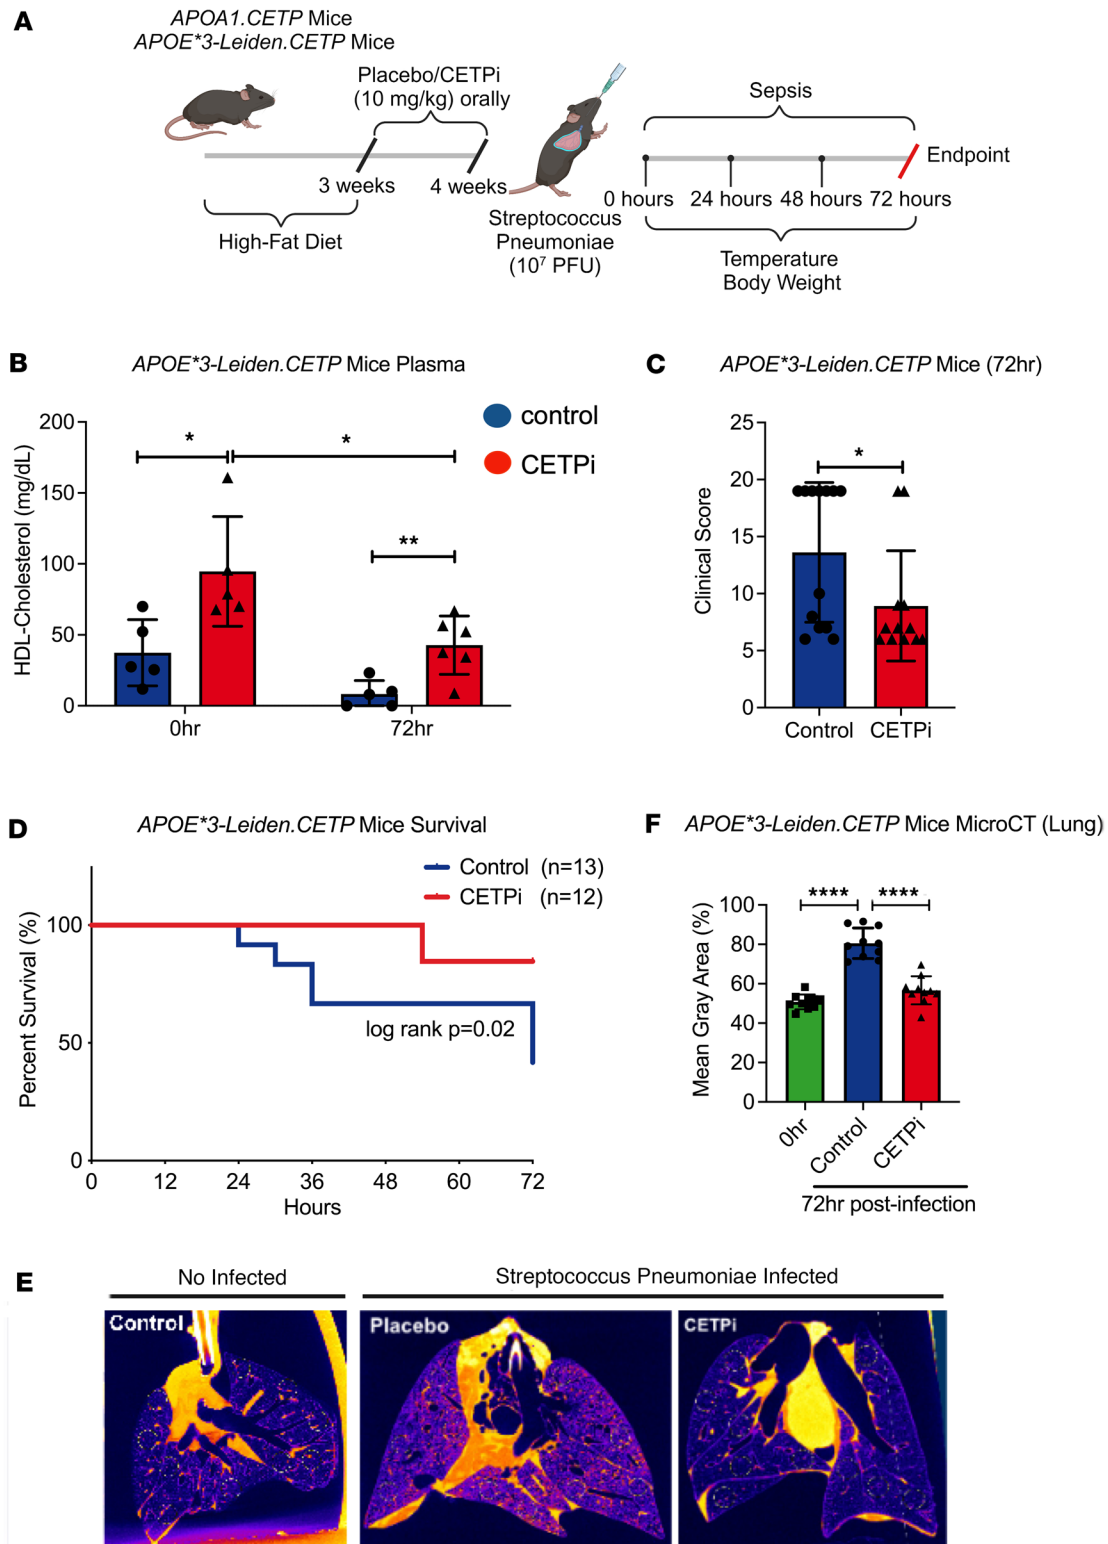 A
APOA1.CETP Mice
APOE*3-Leiden.CETP Mice
Placebo/CETPi
(10 mg/kg) orally
3 weeks
4 weeks
High-Fat Diet
Streptococcus
Pneumoniae
(10⁷ PFU)
Sepsis
Endpoint
0 hours
24 hours
48 hours
72 hours
Temperature
Body Weight
B
APOE*3-Leiden.CETP Mice Plasma
HDL-Cholesterol (mg/dL)
200
150
100
50
0
*
*
**
0hr
72hr
control
CETPi
C
APOE*3-Leiden.CETP Mice (72hr)
Clinical Score
25
20
15
10
5
0
*
Control
CETPi
D
APOE*3-Leiden.CETP Mice Survival
Control (n=13)
CETPi (n=12)
Percent Survival (%)
100
50
0
log rank p=0.02
0
12
24
36
48
60
72
Hours
F
APOE*3-Leiden.CETP Mice MicroCT (Lung)
Mean Gray Area (%)
100
80
60
40
20
0
****
****
0hr
Control
CETPi
72hr post-infection
E
No Infected
Streptococcus Pneumoniae Infected
Control
Placebo
CETPi